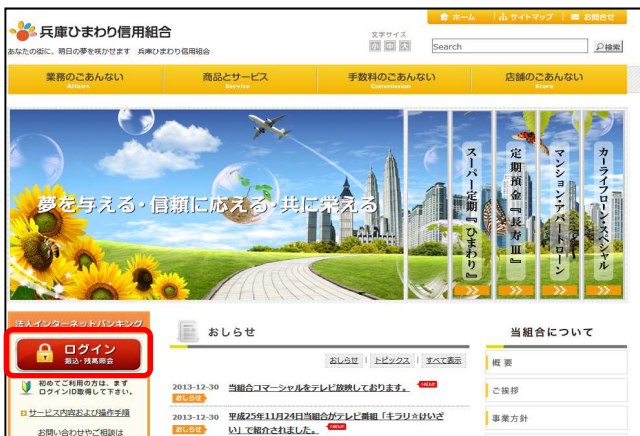 ホーム | サイトマップ | お問合せ
兵庫ひまわり信用組合
あなたの街に、明日の夢を咲かせます 兵庫ひまわり信用組合
文字サイズ
小 中 大
Search
検索
業務のごあんない
Affairs
商品とサービス
Service
手数料のごあんない
Commission
店舗のごあんない
Store
夢を与える・信頼に応える・共に栄える
スーパー定期『ひまわり』
定期預金『長寿Ⅲ』
マンション・アパートローン
カーライフローン・スペシャル
法人インターネットバンキング
ログイン
振込・残高照会
初めてご利用の方は、まず
ログインID取得して下さい。
サービス内容および操作手順
お問い合わせやご相談は
おしらせ
おしらせ | トピックス | すべて表示
2013-12-30 当組合コマーシャルをテレビ放映しております。 NEW
おしらせ
2013-12-30 平成25年11月24日当組合がテレビ番組「キラリ☆けいざ
おしらせ い」で紹介されました。 NEW
当組合について
概要
ご挨拶
事業方針